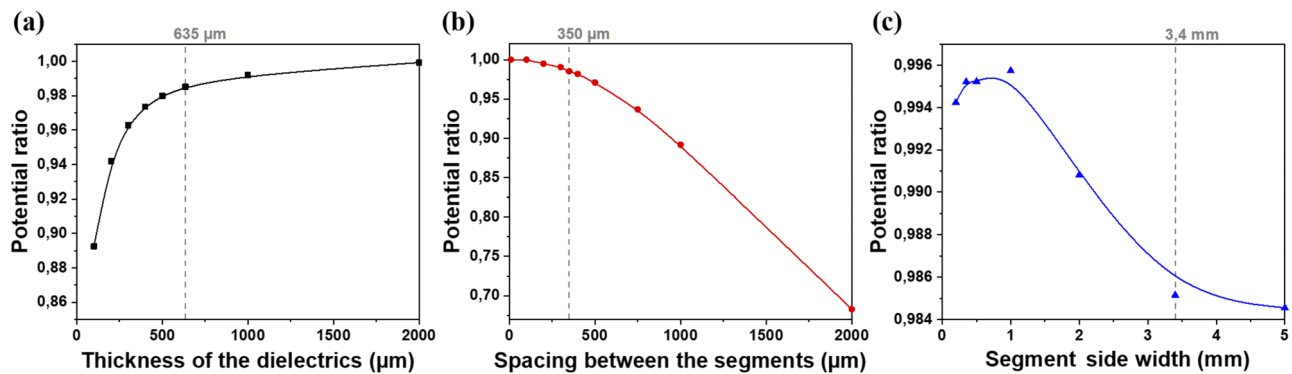 (a)
635 µm
1,00
0,98
0,96
0,94
0,92
0,90
0,88
0,86
Potential ratio
0 250 500 750 1000 1250 1500 1750 2000
Thickness of the dielectrics (µm)
(b)
350 µm
1,00
0,95
0,90
0,85
0,80
0,75
0,70
Potential ratio
0 250 500 750 1000 1250 1500 1750 2000
Spacing between the segments (µm)
(c)
3,4 mm
0,996
0,994
0,992
0,990
0,988
0,986
0,984
Potential ratio
0 1 2 3 4 5
Segment side width (mm)